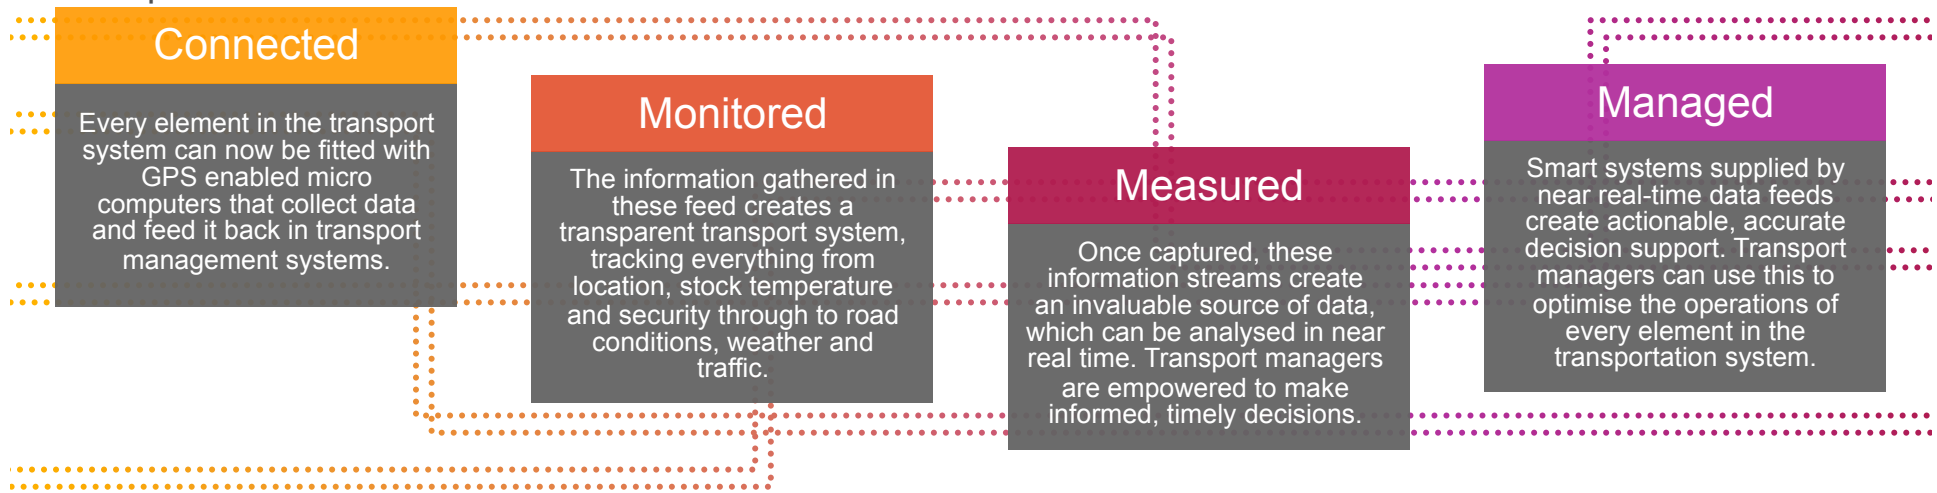 Connected
Every element in the transport
system can now be fitted with
GPS enabled micro
computers that collect data
and feed it back in transport
management systems.
Monitored
The information gathered in
these feed creates a
transparent transport system,
tracking everything from
location, stock temperature
and security through to road
conditions, weather and
traffic.
Measured
Once captured, these
information streams create
an invaluable source of data,
which can be analysed in near
real time. Transport managers
are empowered to make
informed, timely decisions.
Managed
Smart systems supplied by
near real-time data feeds
create actionable, accurate
decision support. Transport
managers can use this to
optimise the operations of
every element in the
transportation system.